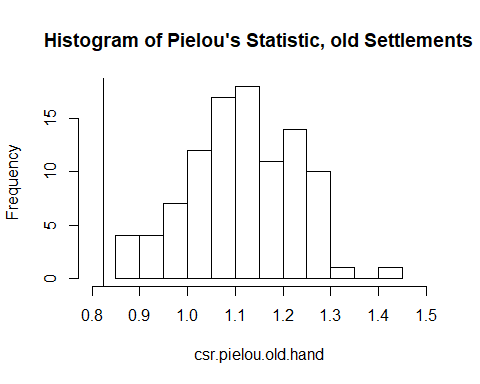 Histogram of Pielou's Statistic, old Settlements
Frequency
15
10
5
0
0.8 0.9 1.0 1.1 1.2 1.3 1.4 1.5
csr.pielou.old.hand